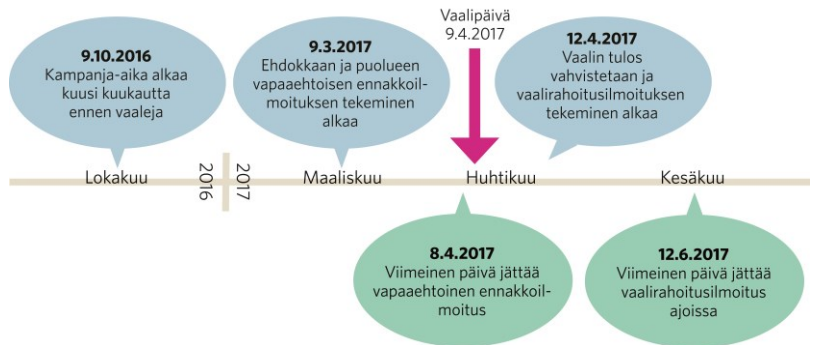 9.10.2016
Kampanja-aika alkaa
kuusi kuukautta
ennen vaaleja
9.3.2017
Ehdokkaan ja puolueen
vapaaehtoisen ennakkoil-
moituksen tekeminen
alkaa
Vaalipäivä
9.4.2017
12.4.2017
Vaalin tulos
vahvistetaan ja
vaalirahoitusilmoituksen
tekeminen alkaa
Lokakuu
2016
2017
Maaliskuu
Huhtikuu
Kesäkuu
8.4.2017
Viimeinen päivä jättää
vapaaehtoinen ennakkoil-
moitus
12.6.2017
Viimeinen päivä jättää
vaalirahoitusilmoitus
ajoissa